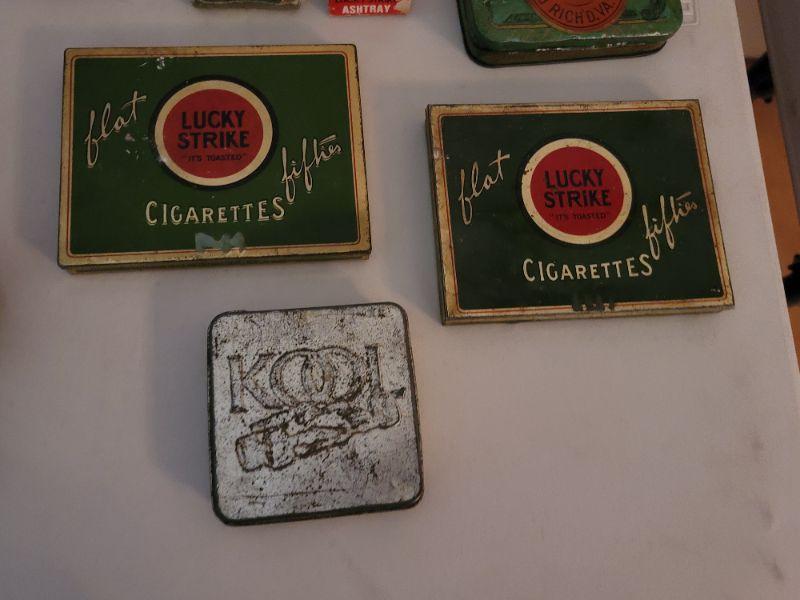 ASHTRAY
RICH'D. VA.
flat
LUCKY
STRIKE
"IT'S TOASTED"
fifties
CIGARETTES
flat
LUCKY
STRIKE
"IT'S TOASTED"
fifties
CIGARETTES
KOOL